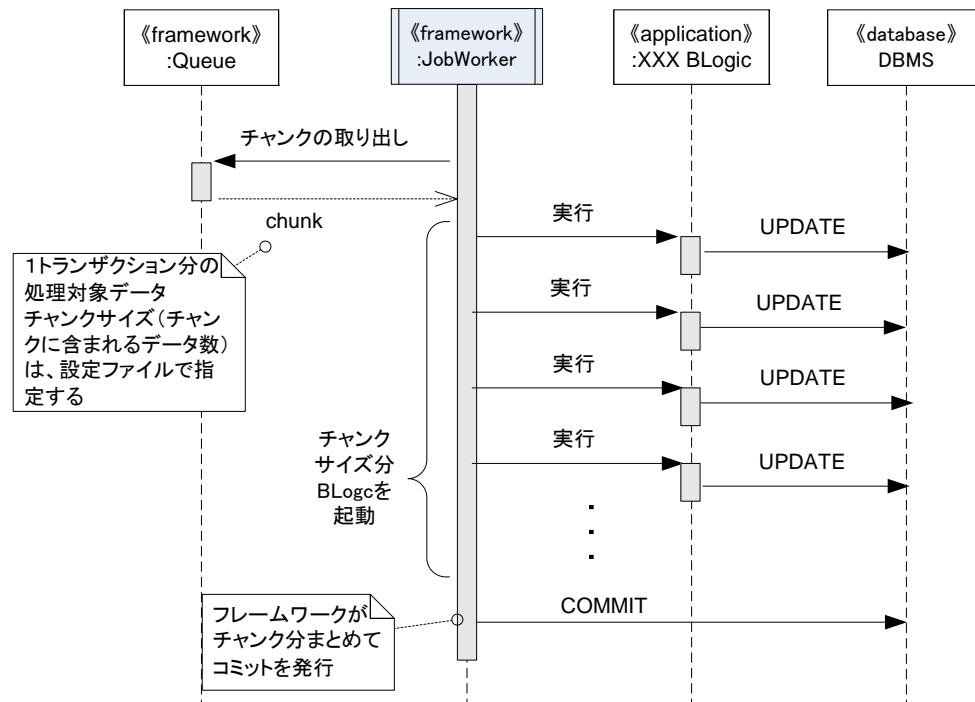 《framework》
:Queue
《framework》
:JobWorker
《application》
:XXX BLogic
《database》
DBMS
チャンクの取り出し
chunk
1トランザクション分の
処理対象データ
チャンクサイズ（チャン
クに含まれるデータ数）
は、設定ファイルで指
定する
実行
UPDATE
実行
UPDATE
実行
UPDATE
実行
UPDATE
チャンク
サイズ分
BLogcを
起動
フレームワークが
チャンク分まとめて
コミットを発行
COMMIT